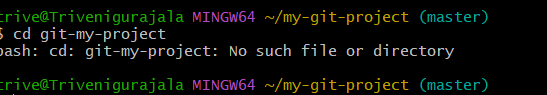 trive@Trivenigurajala MINGW64 ~/my-git-project (master)
$ cd git-my-project
bash: cd: git-my-project: No such file or directory
trive@Trivenigurajala MINGW64 ~/my-git-project (master)